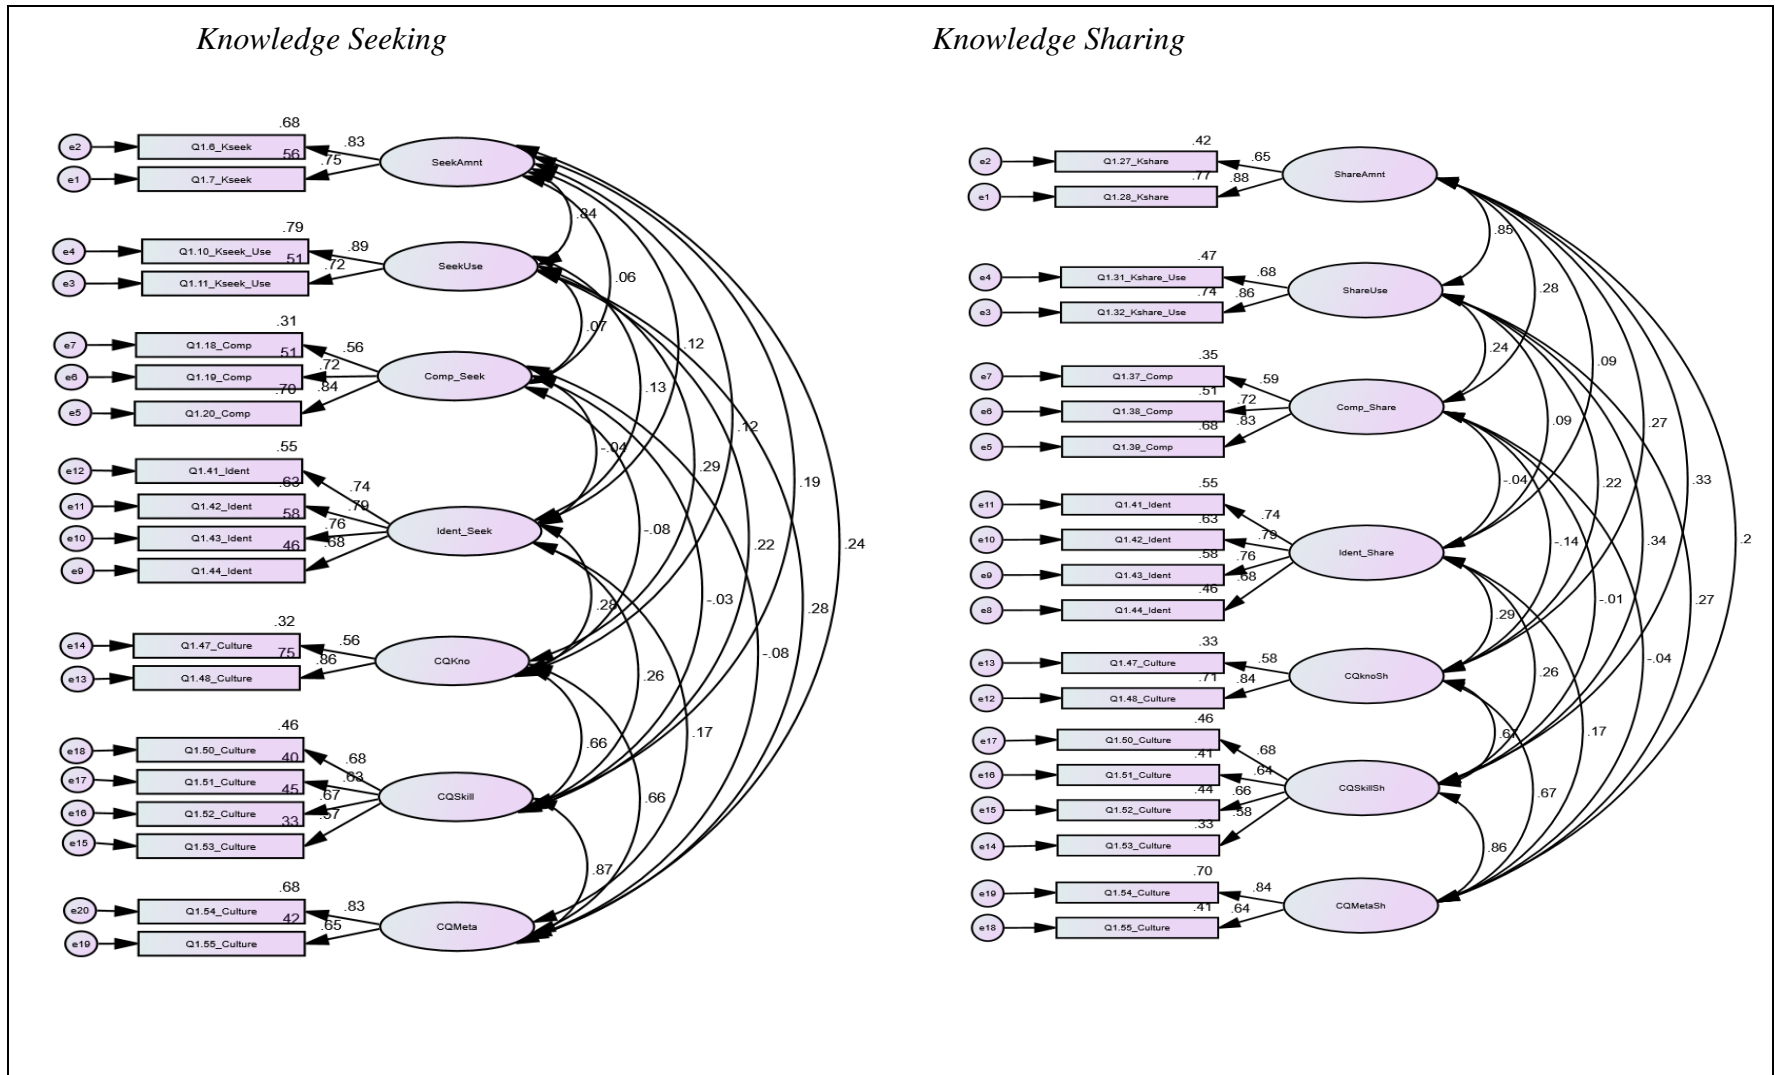 Knowledge Seeking
Knowledge Sharing
.68
e2 Q1.6_Kseek .83
.56
e1 Q1.7_Kseek .75
SeekAmnt
.84
.79
e4 Q1.10_Kseek_Use .89
.51
e3 Q1.11_Kseek_Use .72
SeekUse
.06
.07
.31
e7 Q1.18_Comp .56
.51
e6 Q1.19_Comp .72
.70
e5 Q1.20_Comp .84
Comp_Seek
.12
.13
.12
-.04
.29
.19
.55
e12 Q1.41_Ident .74
.63
e11 Q1.42_Ident .79
.58
e10 Q1.43_Ident .76
.46
e9 Q1.44_Ident .68
Ident_Seek
-.08
.22
.24
.28
-.03
.28
.32
e14 Q1.47_Culture .56
.75
e13 Q1.48_Culture .86
CQKno
-.08
.26
.17
.66
.46
e18 Q1.50_Culture .68
.40
e17 Q1.51_Culture .63
.45
e16 Q1.52_Culture .67
.33
e15 Q1.53_Culture .57
CQSkill
.66
.87
.68
e20 Q1.54_Culture .83
.42
e19 Q1.55_Culture .65
CQMeta
.42
e2 Q1.27_Kshare .65
.77
e1 Q1.28_Kshare .88
ShareAmnt
.85
.47
e4 Q1.31_Kshare_Use .68
.74
e3 Q1.32_Kshare_Use .86
ShareUse
.28
.24
.09
.35
e7 Q1.37_Comp .59
.51
e6 Q1.38_Comp .72
.68
e5 Q1.39_Comp .83
Comp_Share
.09
.27
-.04
.22
.33
.55
e11 Q1.41_Ident .74
.63
e10 Q1.42_Ident .79
.58
e9 Q1.43_Ident .76
.46
e8 Q1.44_Ident .68
Ident_Share
-.14
.34
.2
.29
-.01
.27
.33
e13 Q1.47_Culture .58
.71
e12 Q1.48_Culture .84
CQknoSh
.26
-.04
.17
.46
e17 Q1.50_Culture .68
.41
e16 Q1.51_Culture .64
.44
e15 Q1.52_Culture .66
.33
e14 Q1.53_Culture .58
CQSkillSh
.67
.67
.86
.70
e19 Q1.54_Culture .84
.41
e18 Q1.55_Culture .64
CQMetaSh